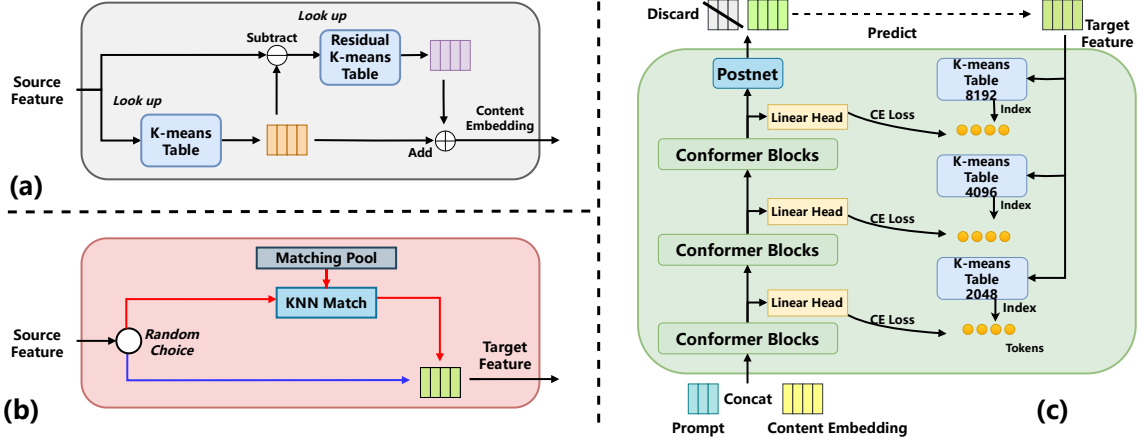 Look up
Subtract
Residual
K-means
Table
Source
Feature
Look up
K-means
Table
Content
Embedding
Add
(a)
Matching Pool
KNN Match
Source
Feature
Random
Choice
Target
Feature
(b)
Discard
Predict
Target
Feature
Postnet
K-means
Table
8192
Index
Linear Head
CE Loss
Conformer Blocks
K-means
Table
4096
Index
Linear Head
CE Loss
Conformer Blocks
K-means
Table
2048
Index
Linear Head
CE Loss
Conformer Blocks
Tokens
Concat
Prompt
Content Embedding
(c)